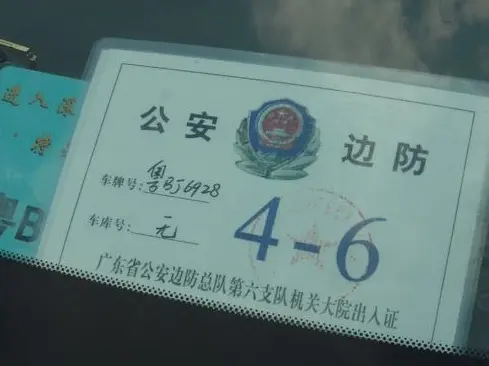 公安 边防
车牌号: 粤BJ6928
车库号: 无
4-6
广东省公安边防总队第六支队机关大院出入证
粤B